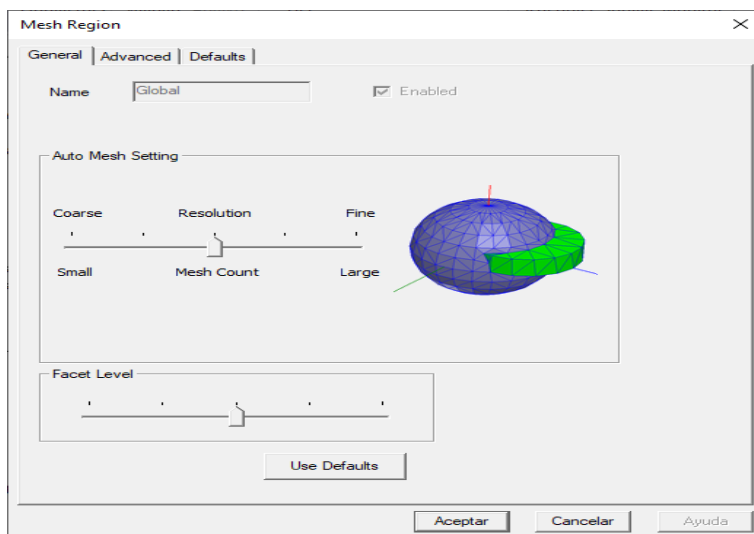 Mesh Region
General Advanced Defaults
Name Global Enabled
Auto Mesh Setting
Coarse Resolution Fine
Small Mesh Count Large
Facet Level
Use Defaults
Aceptar Cancelar Ayuda